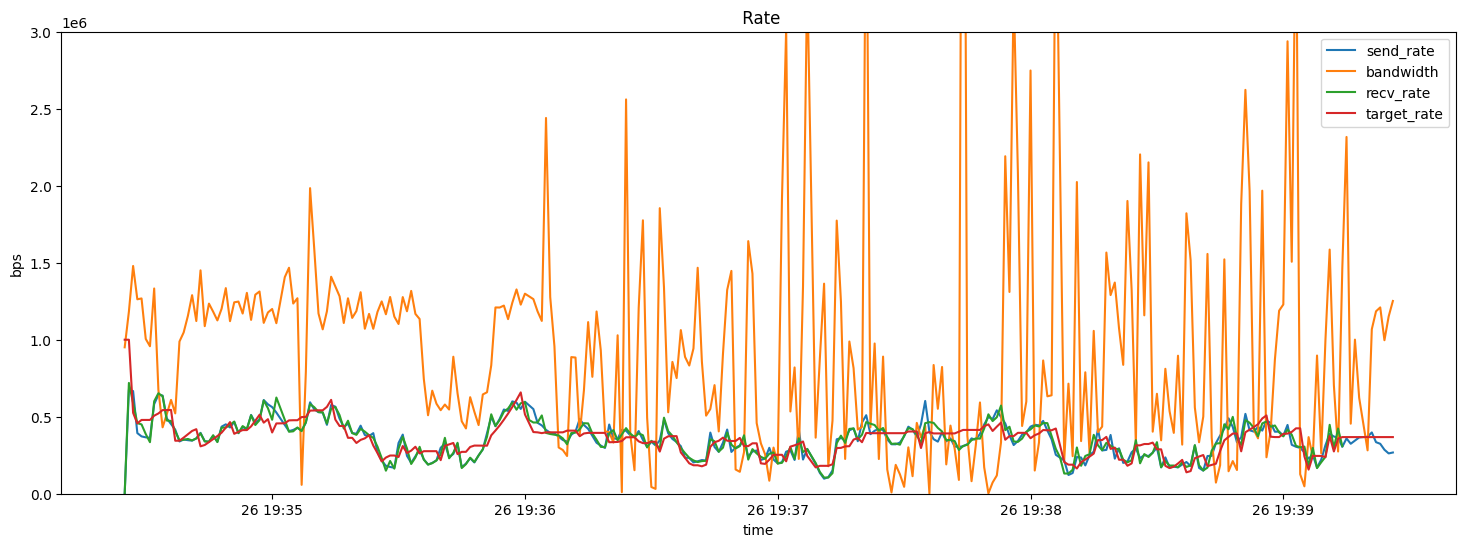 Rate
1e6
3.0
2.5
2.0
1.5
1.0
0.5
0.0
bps
send_rate
bandwidth
recv_rate
target_rate
26 19:35 26 19:36 26 19:37 26 19:38 26 19:39
time